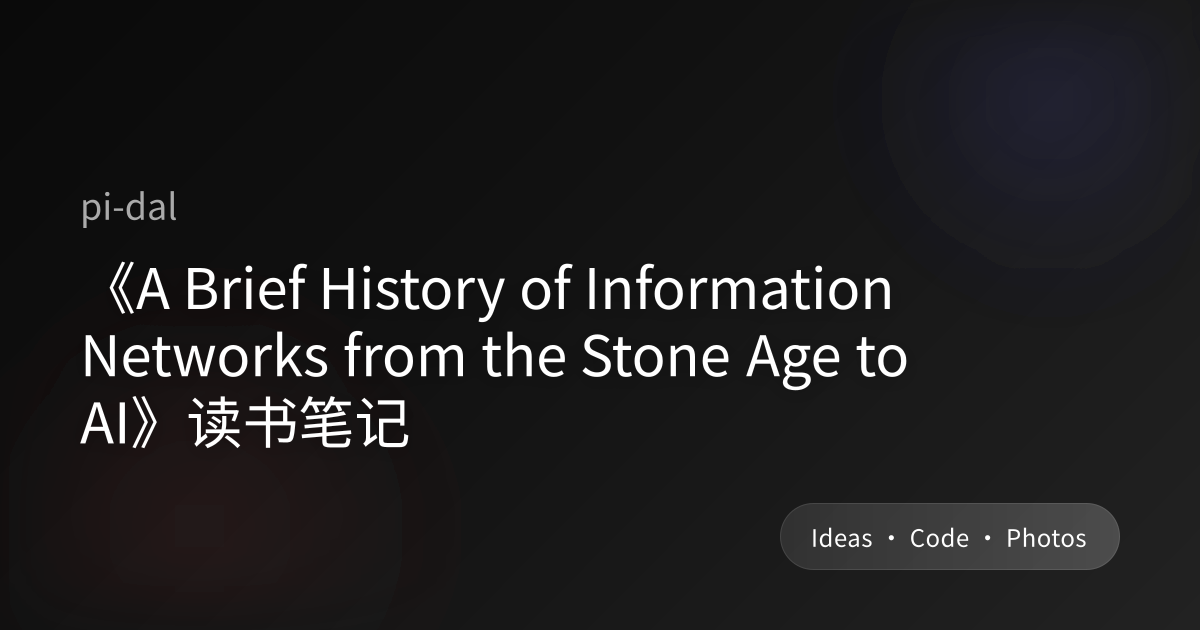 pi-dal
《A Brief History of Information
Networks from the Stone Age to
AI》读书笔记
Ideas • Code • Photos